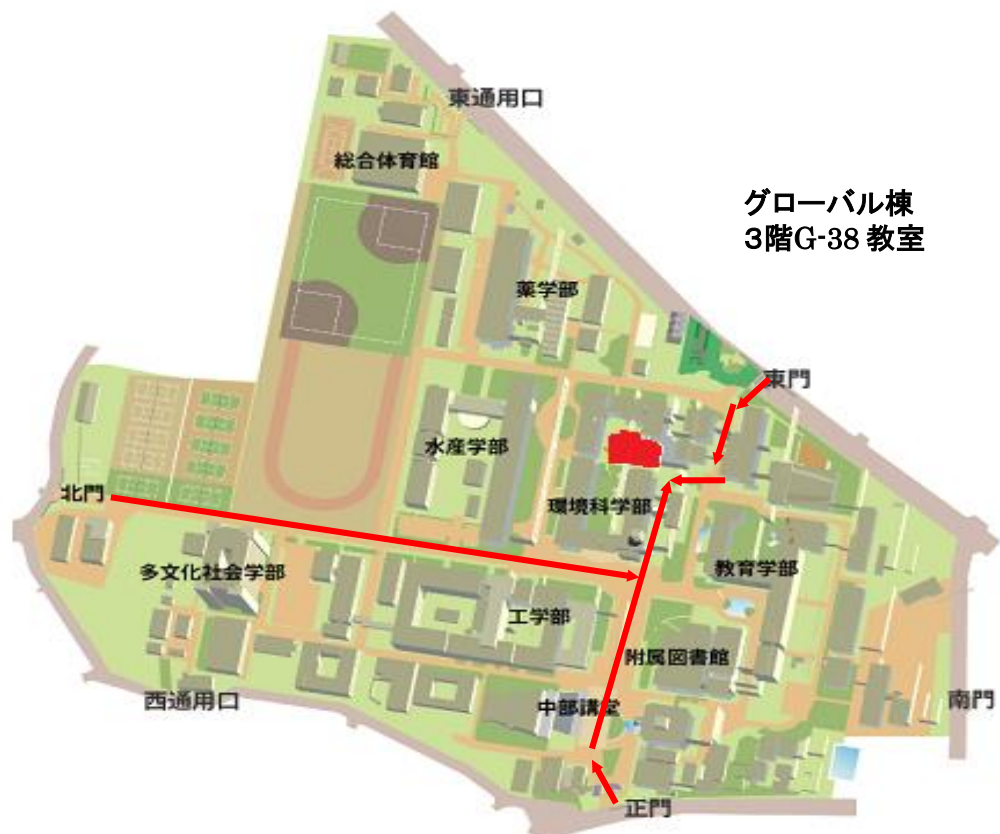 東通用口
総合体育館
グローバル棟
3階G-38 教室
薬学部
東門
水産学部
北門
環境科学部
多文化社会学部
教育学部
工学部
附属図書館
西通用口
中部講堂
南門
正門